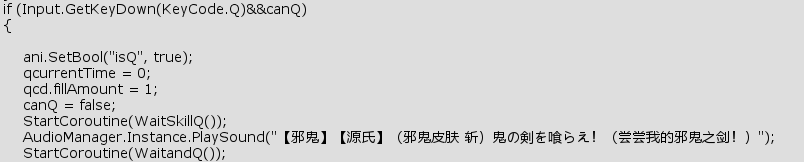 if (Input.GetKeyDown(KeyCode.Q)&&canQ)
{
ani.SetBool("isQ", true);
qcurrentTime = 0;
qcd.fillAmount = 1;
canQ = false;
StartCoroutine(WaitSkillQ());
AudioManager.Instance.PlaySound("【邪鬼】【源氏】（邪鬼皮肤 斩）鬼の剣を喰らえ！（尝尝我的邪鬼之剑！）");
StartCoroutine(WaitandQ());